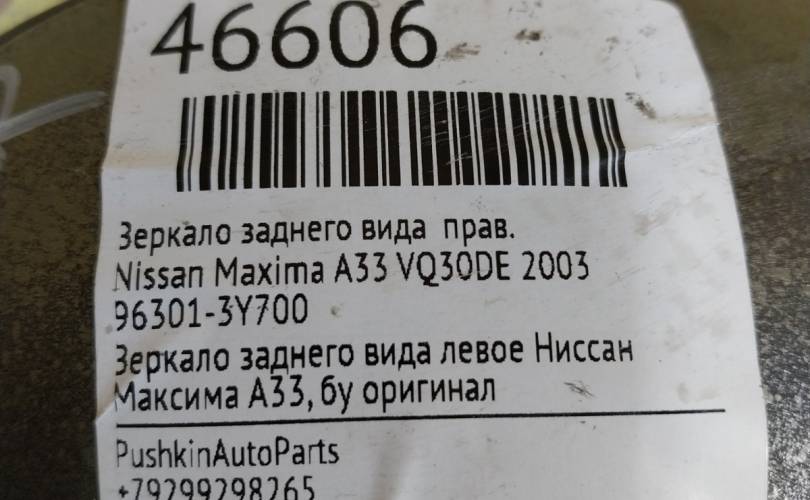 46606
Зеркало заднего вида прав.
Nissan Maxima A33 VQ30DE 2003
96301-3Y700
Зеркало заднего вида левое Ниссан
Максима А33, бу оригинал
PushkinAutoParts
+79299298265